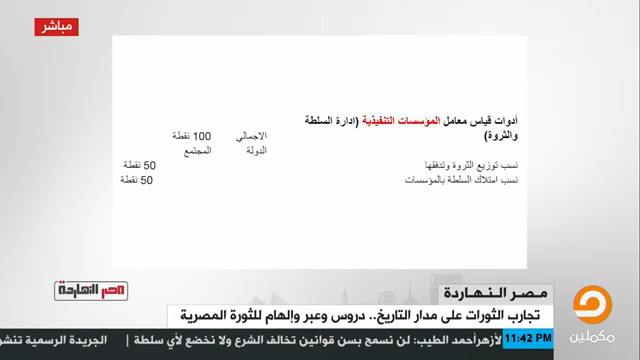 مباشر
أدوات قياس معامل المؤسسات التنفيذية (ادارة السلطة
والثروة)
الاجمالي 100 نقطة
الدولة المجتمع
نسب توزيع الثروة وتدفقها 50 نقطة
نسب امتلاك السلطة بالمؤسسات 50 نقطة
مصر النهاردة
مصر النهاردة
تجارب الثورات على مدار التاريخ.. دروس وعبر وإلهام للثورة المصرية
مكملين
11:42 PM
لأزهرأحمد الطيب: لن نسمح بسن قوانين تخالف الشرع ولا نخضع لأي سلطة | الجريدة الرسمية تنش